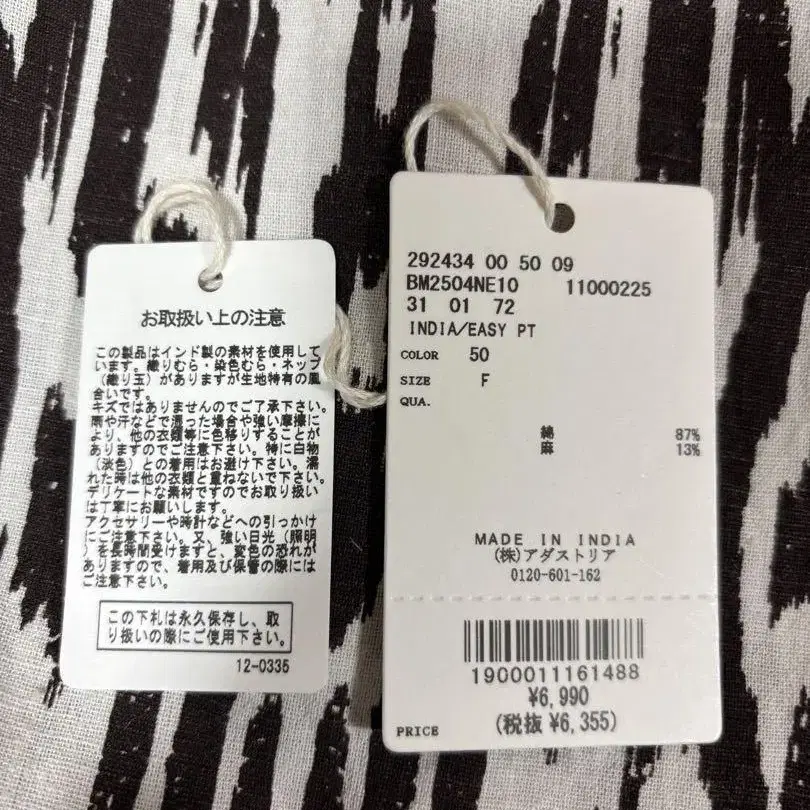 お取扱い上の注意
この製品はインド製の素材を使用して
います。織りむら・染色むら・ネップ
（織り玉）がありますが生地特有の風
合いです。
キズではありませんのでご了承下さい。
雨や汗などで湿った場合や強い摩擦に
より、他の衣類等に色移りすることが
ありますのでご注意下さい。特に白物
（淡色）との着用はお避け下さい。濡
れた時は他の衣類と重ねないで下さい。
デリケートな素材ですのでお取り扱い
は丁寧にお願いします。
アクセサリーや時計などへの引っかけ
にご注意下さい。又、強い日光（照明
）を長時間受けますと、変色の恐れが
ありますので、着用及び保管の際には
ご注意下さい。
この下札は永久保存し、取
り扱いの際にご使用下さい。
12-0335
292434 00 50 09
BM2504NE10 11000225
31 01 72
INDIA/EASY PT
COLOR 50
SIZE F
QUA.
綿 87%
麻 13%
MADE IN INDIA
(株)アダストリア
0120-601-162
1900011161488
¥6,990
(税抜 ¥6,355)
PRICE